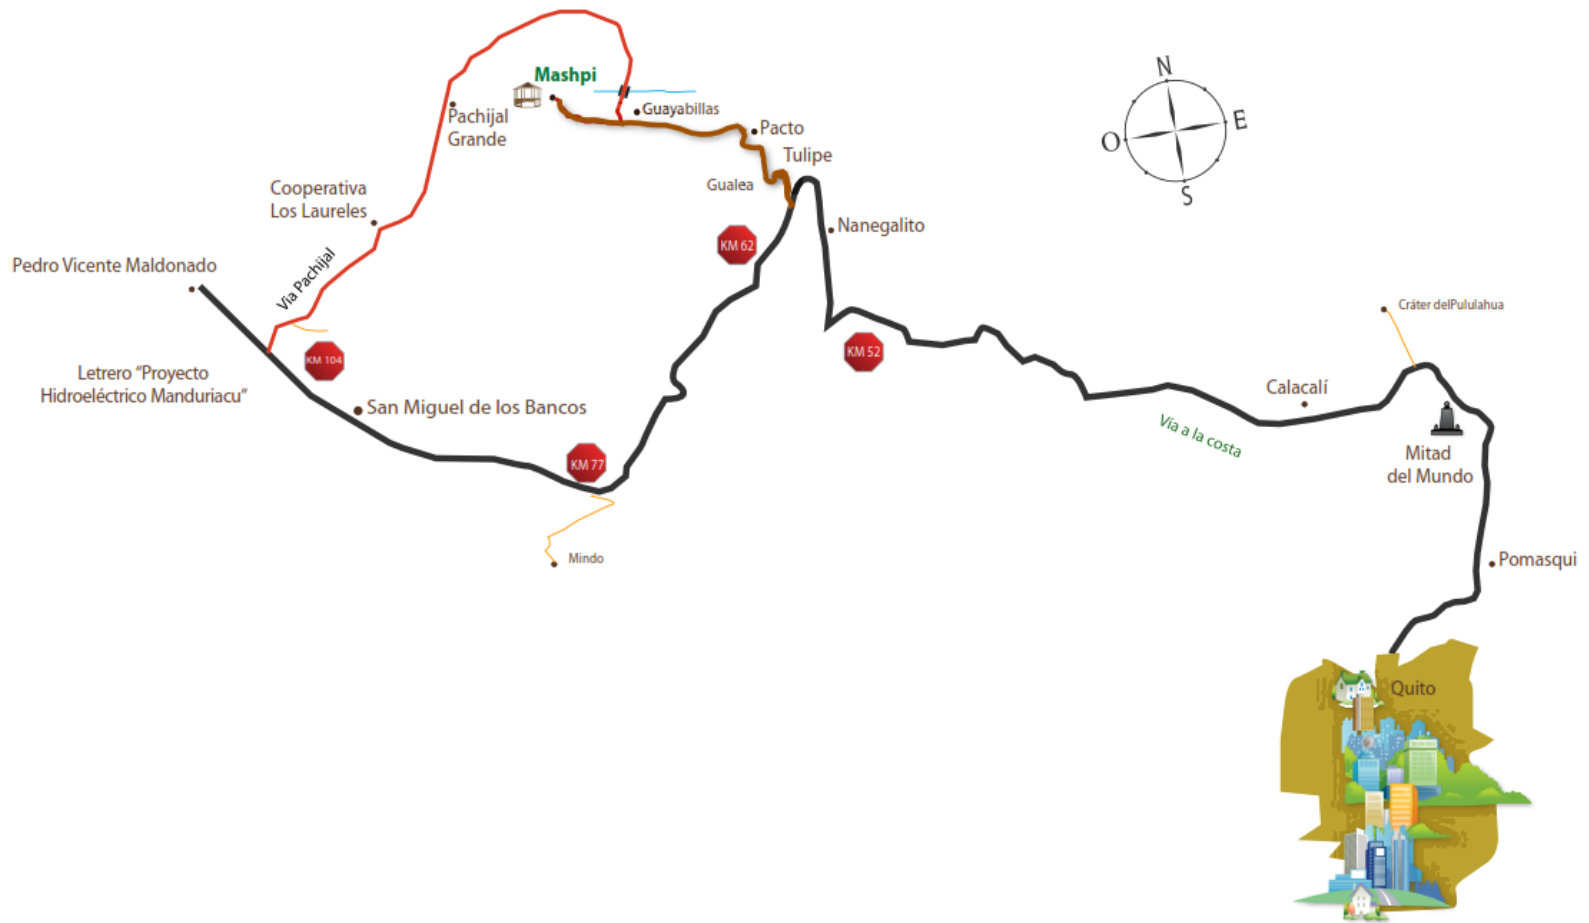 N
E
O
S
Mashpi
Guayabillas
Pachijal
Grande
Pacto
Tulipe
Gualea
Cooperativa
Los Laureles
Nanegalito
KM 62
Via Pachijal
Pedro Vicente Maldonado
Cráter delPululahua
KM 52
KM 104
Letrero “Proyecto
Hidroeléctrico Manduriacu”
San Miguel de los Bancos
Calacalí
Via a la costa
Mitad
del Mundo
KM 77
Mindo
Pomasqui
Quito